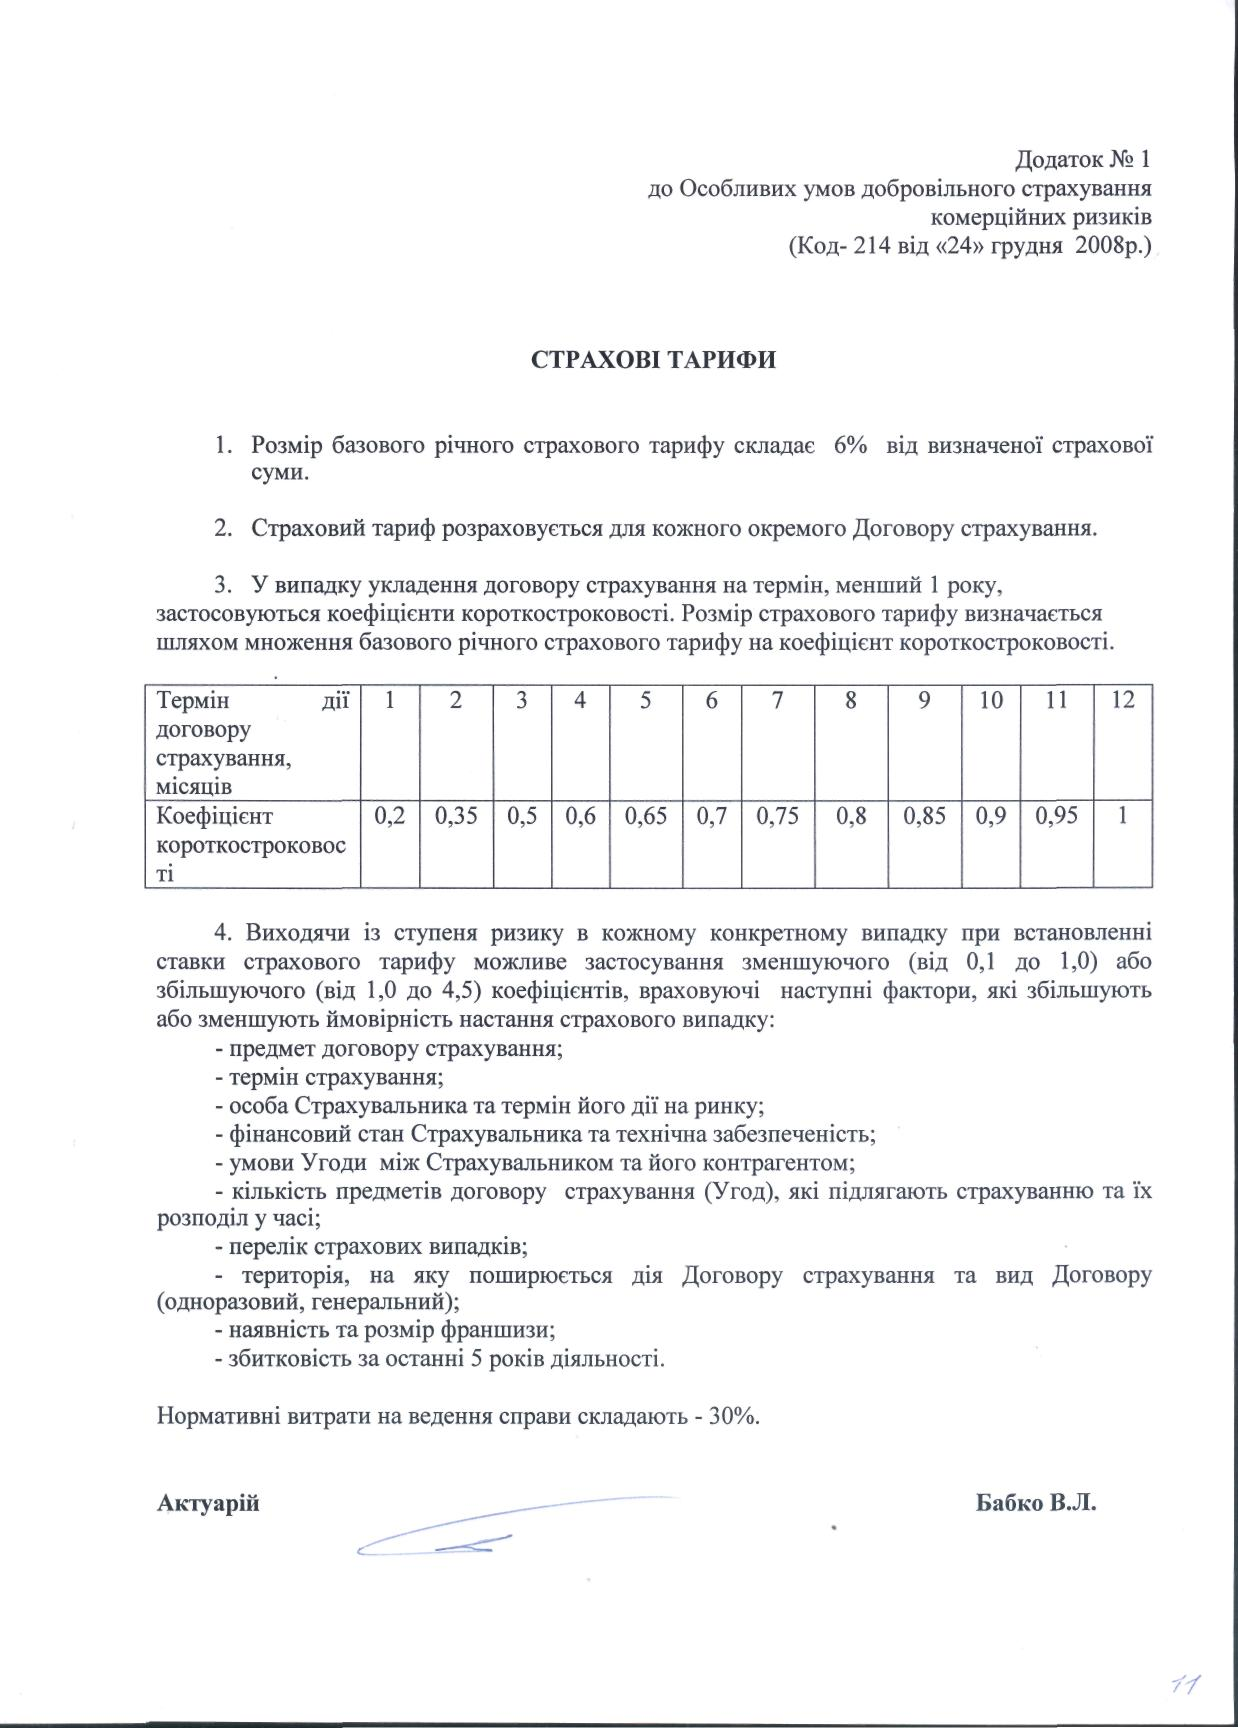 Додаток № 1
до Особливих умов добровільного страхування
комерційних ризиків
(Код- 214 від «24» грудня 2008р.)
СТРАХОВІ ТАРИФИ
1. Розмір базового річного страхового тарифу складає 6% від визначеної страхової
суми.
2. Страховий тариф розраховується для кожного окремого Договору страхування.
3. У випадку укладення договору страхування на термін, менший 1 року,
застосовуються коефіцієнти короткостроковості. Розмір страхового тарифу визначається
шляхом множення базового річного страхового тарифу на коефіцієнт короткостроковості.
Термін дії 1 2 3 4 5 6 7 8 9 10 11 12
договору
страхування,
місяців
Коефіцієнт 0,2 0,35 0,5 0,6 0,65 0,7 0,75 0,8 0,85 0,9 0,95 1
короткостроковос
ті
4. Виходячи із ступеня ризику в кожному конкретному випадку при встановленні
ставки страхового тарифу можливе застосування зменшуючого (від 0,1 до 1,0) або
збільшуючого (від 1,0 до 4,5) коефіцієнтів, враховуючі наступні фактори, які збільшують
або зменшують ймовірність настання страхового випадку:
- предмет договору страхування;
- термін страхування;
- особа Страхувальника та термін його дії на ринку;
- фінансовий стан Страхувальника та технічна забезпеченість;
- умови Угоди між Страхувальником та його контрагентом;
- кількість предметів договору страхування (Угод), які підлягають страхуванню та їх
розподіл у часі;
- перелік страхових випадків;
- територія, на яку поширюється дія Договору страхування та вид Договору
(одноразовий, генеральний);
- наявність та розмір франшизи;
- збитковість за останні 5 років діяльності.
Нормативні витрати на ведення справи складають - 30%.
Актуарій Бабко В.Л.
11